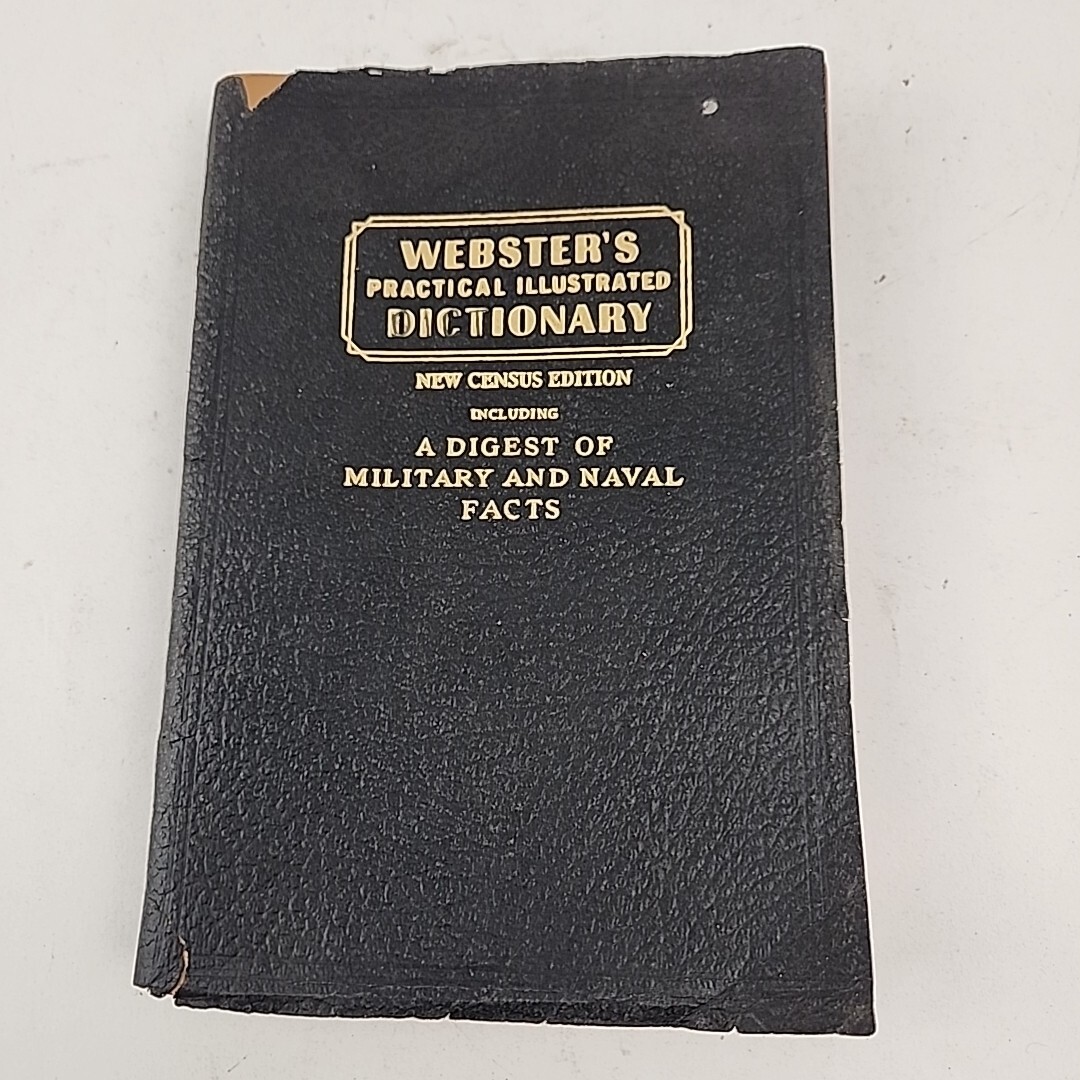 WEBSTER'S
PRACTICAL ILLUSTRATED
DICTIONARY
NEW CENSUS EDITION
INCLUDING
A DIGEST OF
MILITARY AND NAVAL
FACTS